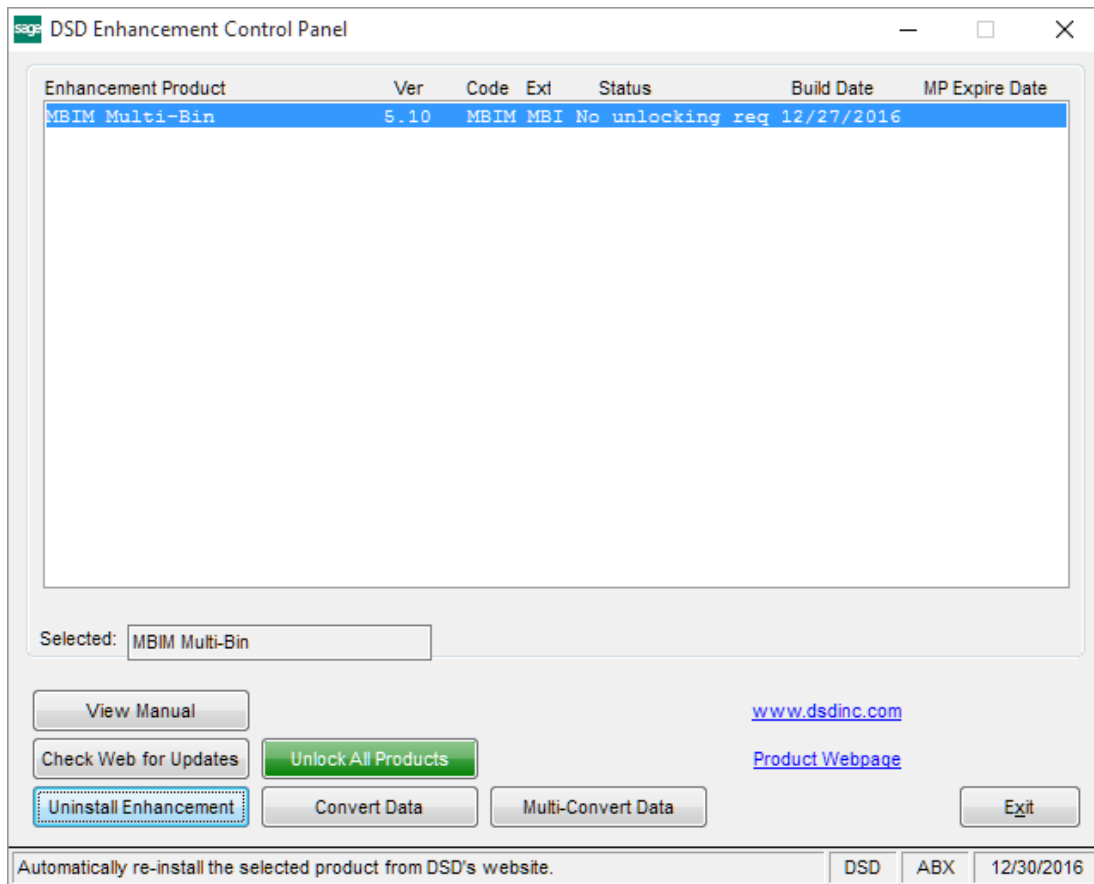 sage DSD Enhancement Control Panel
Enhancement Product Ver Code Ext Status Build Date MP Expire Date
MBIM Multi-Bin 5.10 MBIM MBI No unlocking req 12/27/2016
Selected: MBIM Multi-Bin
View Manual www.dsdinc.com
Check Web for Updates Unlock All Products Product Webpage
Uninstall Enhancement Convert Data Multi-Convert Data Exit
Automatically re-install the selected product from DSD's website. DSD ABX 12/30/2016